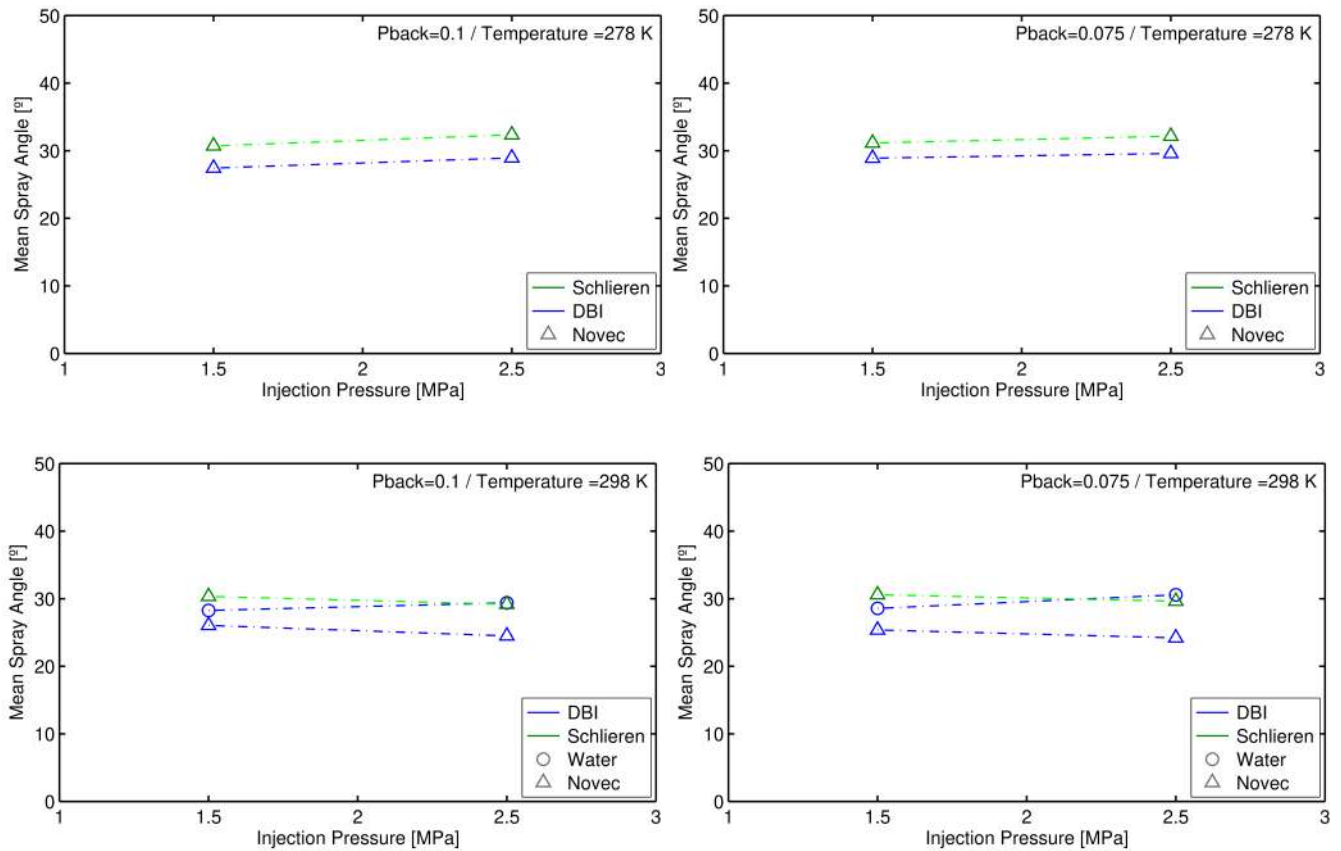 Pback=0.1 / Temperature =278 K
50
40
30
20
10
0
Mean Spray Angle [º]
Schlieren
DBI
Novec
1
1.5
2
2.5
3
Injection Pressure [MPa]
Pback=0.075 / Temperature =278 K
50
40
30
20
10
0
Mean Spray Angle [º]
Schlieren
DBI
Novec
1
1.5
2
2.5
3
Injection Pressure [MPa]
Pback=0.1 / Temperature =298 K
50
40
30
20
10
0
Mean Spray Angle [º]
DBI
Schlieren
Water
Novec
1
1.5
2
2.5
3
Injection Pressure [MPa]
Pback=0.075 / Temperature =298 K
50
40
30
20
10
0
Mean Spray Angle [º]
DBI
Schlieren
Water
Novec
1
1.5
2
2.5
3
Injection Pressure [MPa]